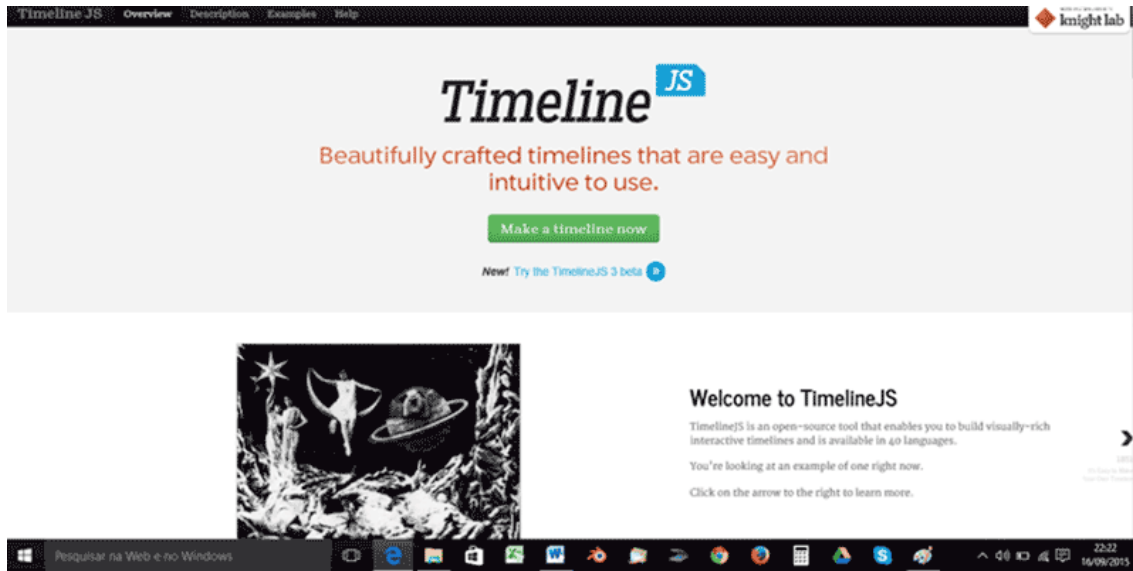 Timeline JS Overview Description Examples Help
knight lab
Timeline JS
Beautifully crafted timelines that are easy and
intuitive to use.
Make a timeline now
New! Try the TimelineJS 3 beta »
Welcome to TimelineJS
TimelineJS is an open-source tool that enables you to build visually-rich
interactive timelines and is available in 40 languages.
You're looking at an example of one right now.
Click on the arrow to the right to learn more.
Pesquisar na Web e no Windows
22:22
16/09/2015